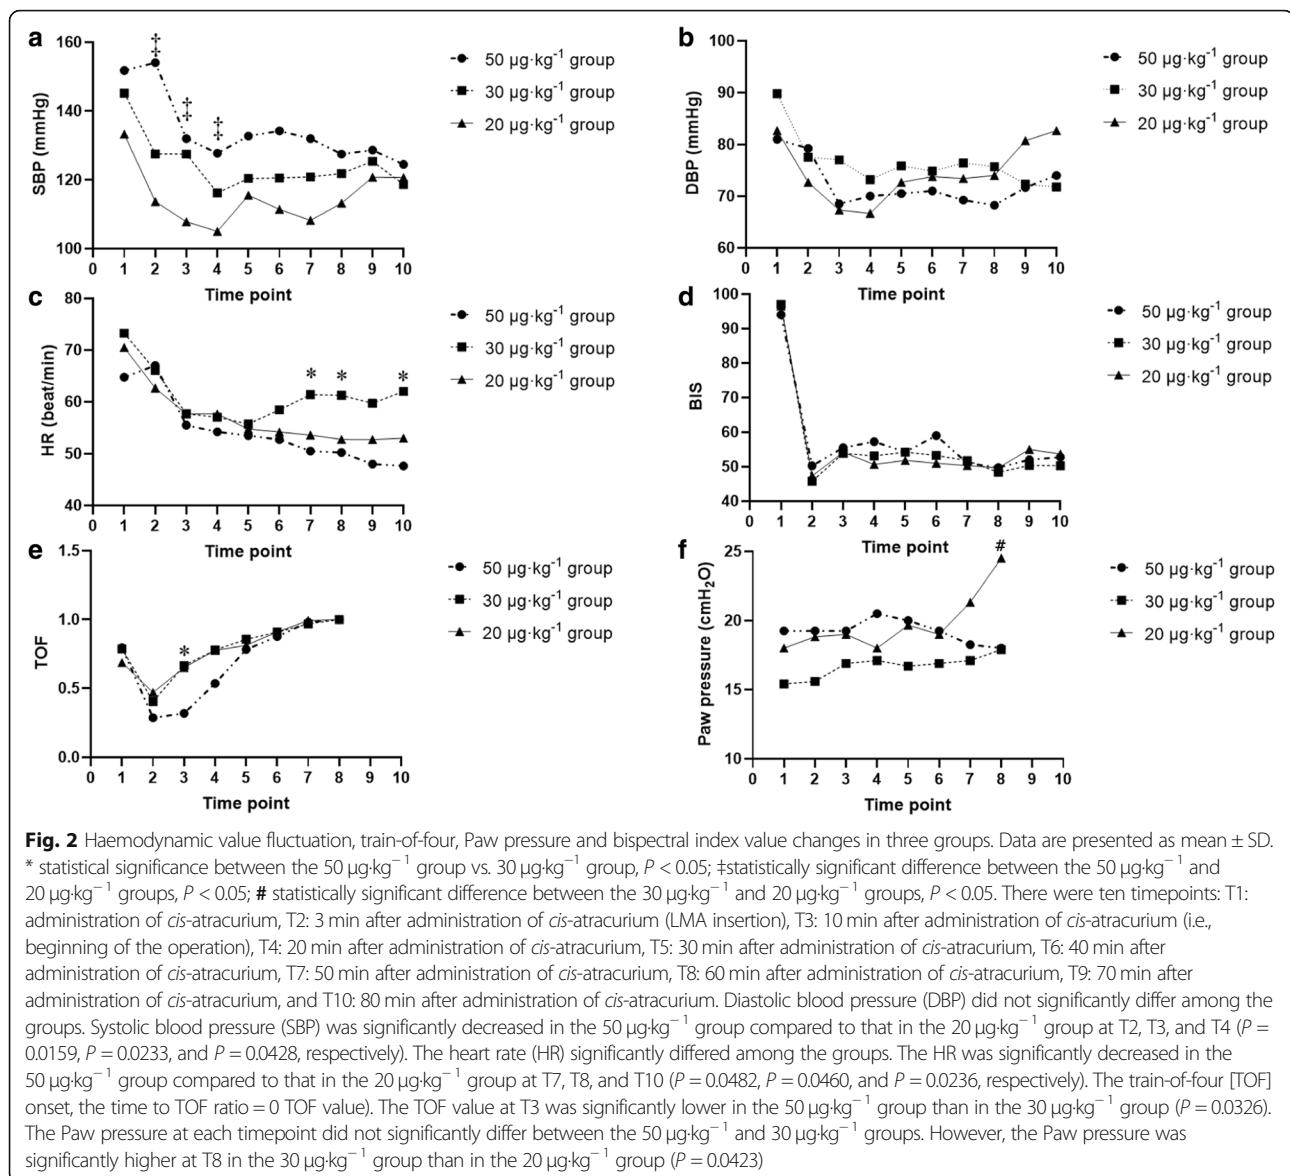 a
160
140
120
100
SBP (mmHg)
‡
‡
‡
0 1 2 3 4 5 6 7 8 9 10
Time point
50 µg·kg⁻¹ group
30 µg·kg⁻¹ group
20 µg·kg⁻¹ group
b
100
90
80
70
60
DBP (mmHg)
0 1 2 3 4 5 6 7 8 9 10
Time point
50 µg·kg⁻¹ group
30 µg·kg⁻¹ group
20 µg·kg⁻¹ group
c
80
70
60
50
40
HR (beat/min)
* * *
0 1 2 3 4 5 6 7 8 9 10
Time point
50 µg·kg⁻¹ group
30 µg·kg⁻¹ group
20 µg·kg⁻¹ group
d
100
90
80
70
60
50
40
BIS
0 1 2 3 4 5 6 7 8 9 10
Time point
50 µg·kg⁻¹ group
30 µg·kg⁻¹ group
20 µg·kg⁻¹ group
e
1.5
1.0
0.5
0.0
TOF
*
0 1 2 3 4 5 6 7 8 9 10
Time point
50 µg·kg⁻¹ group
30 µg·kg⁻¹ group
20 µg·kg⁻¹ group
f
25
20
15
10
Paw pressure (cmH₂O)
#
0 1 2 3 4 5 6 7 8 9 10
Time point
50 µg·kg⁻¹ group
30 µg·kg⁻¹ group
20 µg·kg⁻¹ group
Fig. 2 Haemodynamic value fluctuation, train-of-four, Paw pressure and bispectral index value changes in three groups. Data are presented as mean ± SD.
* statistical significance between the 50 µg·kg⁻¹ group vs. 30 µg·kg⁻¹ group, P < 0.05; ‡statistically significant difference between the 50 µg·kg⁻¹ and
20 µg·kg⁻¹ groups, P < 0.05; # statistically significant difference between the 30 µg·kg⁻¹ and 20 µg·kg⁻¹ groups, P < 0.05. There were ten timepoints: T1:
administration of cis-atracurium, T2: 3 min after administration of cis-atracurium (LMA insertion), T3: 10 min after administration of cis-atracurium (i.e.,
beginning of the operation), T4: 20 min after administration of cis-atracurium, T5: 30 min after administration of cis-atracurium, T6: 40 min after
administration of cis-atracurium, T7: 50 min after administration of cis-atracurium, T8: 60 min after administration of cis-atracurium, T9: 70 min after
administration of cis-atracurium, and T10: 80 min after administration of cis-atracurium. Diastolic blood pressure (DBP) did not significantly differ among the
groups. Systolic blood pressure (SBP) was significantly decreased in the 50 µg·kg⁻¹ group compared to that in the 20 µg·kg⁻¹ group at T2, T3, and T4 (P =
0.0159, P = 0.0233, and P = 0.0428, respectively). The heart rate (HR) significantly differed among the groups. The HR was significantly decreased in the
50 µg·kg⁻¹ group compared to that in the 20 µg·kg⁻¹ group at T7, T8, and T10 (P = 0.0482, P = 0.0460, and P = 0.0236, respectively). The train-of-four [TOF]
onset, the time to TOF ratio = 0 TOF value). The TOF value at T3 was significantly lower in the 50 µg·kg⁻¹ group than in the 30 µg·kg⁻¹ group (P = 0.0326).
The Paw pressure at each timepoint did not significantly differ between the 50 µg·kg⁻¹ and 30 µg·kg⁻¹ groups. However, the Paw pressure was
significantly higher at T8 in the 30 µg·kg⁻¹ group than in the 20 µg·kg⁻¹ group (P = 0.0423)